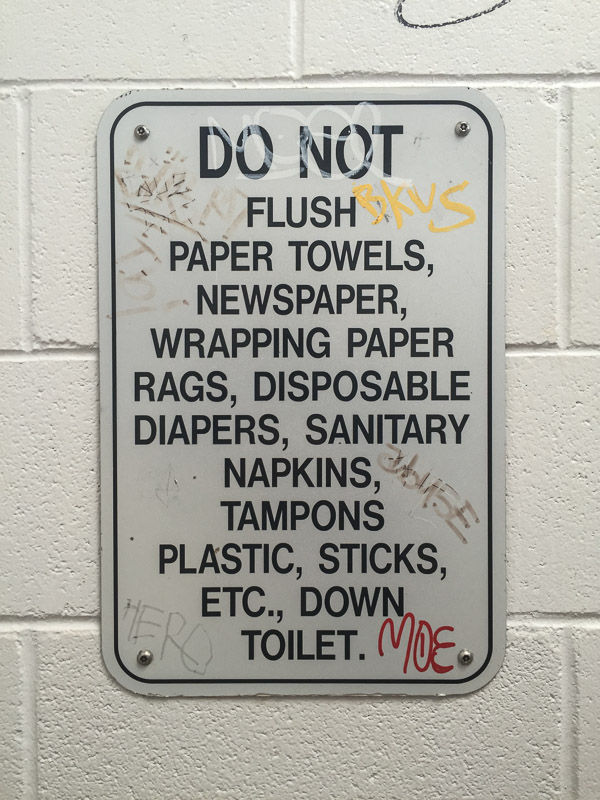 DO NOT
FLUSH
BKVS
PAPER TOWELS,
NEWSPAPER,
WRAPPING PAPER
RAGS, DISPOSABLE
DIAPERS, SANITARY
NAPKINS,
TAMPONS
PLASTIC, STICKS,
ETC., DOWN
TOILET.
HERO
MOE